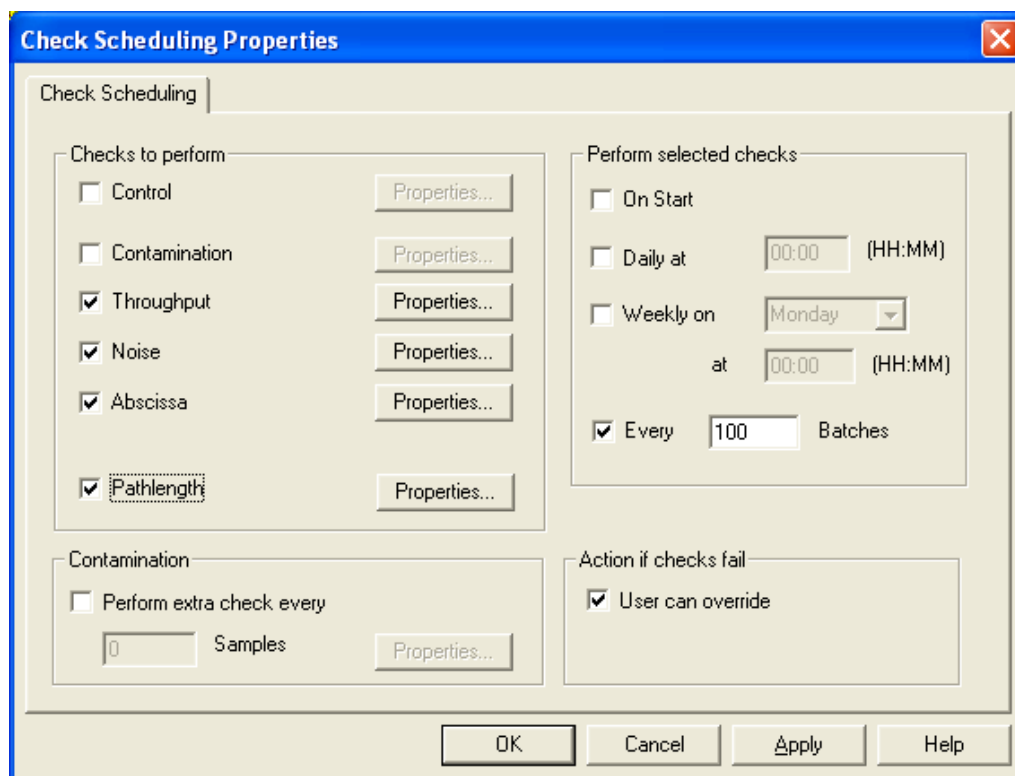 Check Scheduling Properties
Check Scheduling
Checks to perform
Control Properties...
Contamination Properties...
Throughput Properties...
Noise Properties...
Abscissa Properties...
Pathlength Properties...
Perform selected checks
On Start
Daily at 00:00 (HH:MM)
Weekly on Monday
at 00:00 (HH:MM)
Every 100 Batches
Contamination
Perform extra check every
0 Samples Properties...
Action if checks fail
User can override
OK Cancel Apply Help